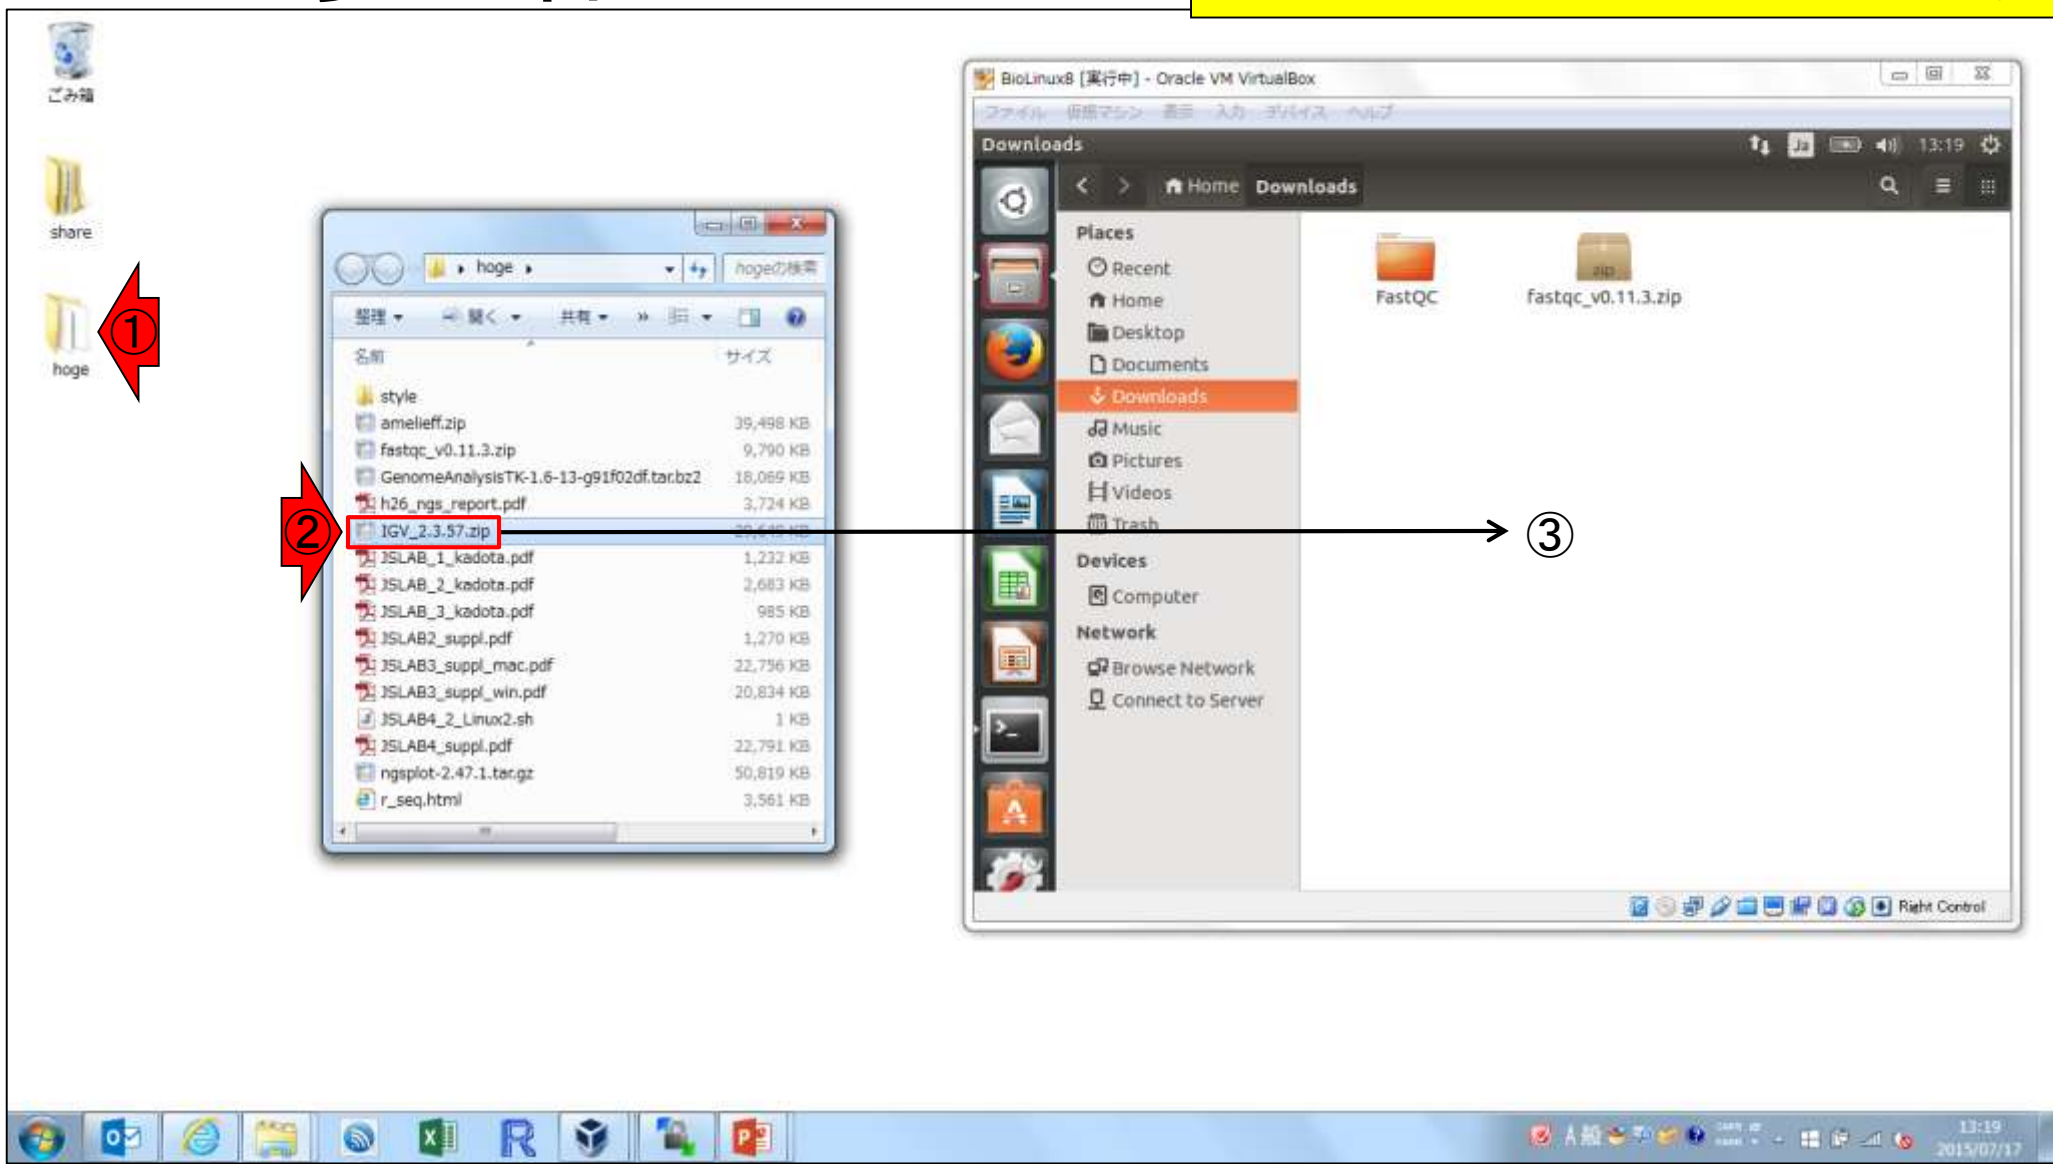 ごみ箱
share
hoge
①
hoge
hogeの検索
整理
開く
共有
»
名前
サイズ
style
amelieff.zip
39,498 KB
fastqc_v0.11.3.zip
9,790 KB
GenomeAnalysisTK-1.6-13-g91f02df.tar.bz2
18,069 KB
h26_ngs_report.pdf
3,724 KB
②
IGV_2.3.57.zip
JSLAB_1_kadota.pdf
1,232 KB
JSLAB_2_kadota.pdf
2,683 KB
JSLAB_3_kadota.pdf
985 KB
JSLAB2_suppl.pdf
1,270 KB
JSLAB3_suppl_mac.pdf
22,756 KB
JSLAB3_suppl_win.pdf
20,834 KB
JSLAB4_2_Linux2.sh
1 KB
JSLAB4_suppl.pdf
22,791 KB
ngsplot-2.47.1.tar.gz
50,819 KB
r_seq.html
3,561 KB
BioLinux8 [実行中] - Oracle VM VirtualBox
ファイル 仮想マシン 表示 入力 デバイス ヘルプ
Downloads
Ja
13:19
Home Downloads
Places
Recent
Home
Desktop
Documents
Downloads
Music
Pictures
Videos
Trash
Devices
Computer
Network
Browse Network
Connect to Server
FastQC
zip
fastqc_v0.11.3.zip
③
Right Control
A 般
13:19
2015/07/17